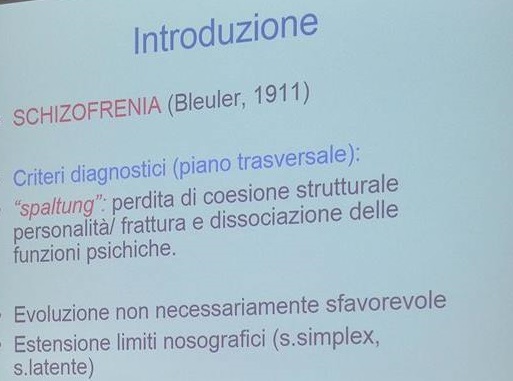 Introduzione
SCHIZOFRENIA (Bleuler, 1911)
Criteri diagnostici (piano trasversale):
"spaltung": perdita di coesione strutturale
personalità/ frattura e dissociazione delle
funzioni psichiche.
Evoluzione non necessariamente sfavorevole
Estensione limiti nosografici (s.simplex,
s.latente)